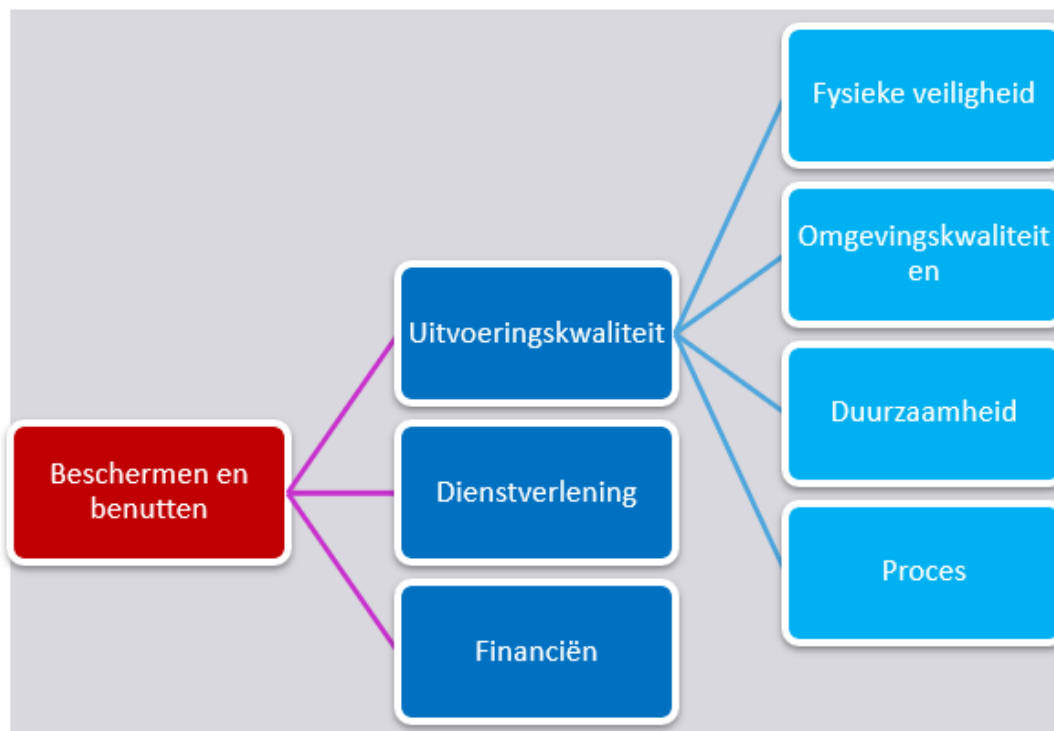 Beschermen en
benutten
Uitvoeringskwaliteit
Dienstverlening
Financiën
Fysieke veiligheid
Omgevingskwaliteit
en
Duurzaamheid
Proces